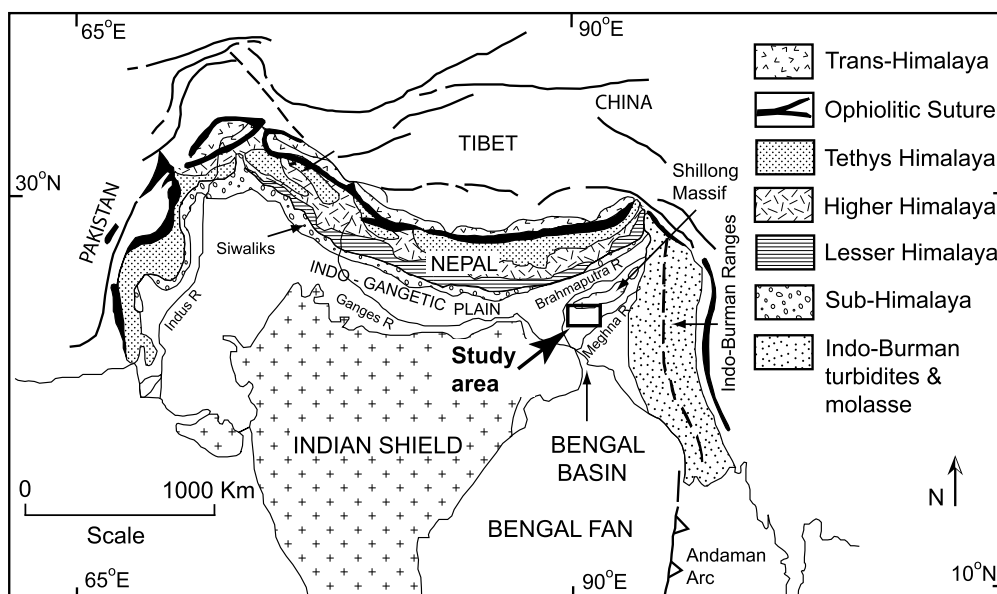 65°E
90°E
CHINA
TIBET
Shillong
Massif
30°N
PAKISTAN
Siwaliks
NEPAL
INDO - GANGETIC PLAIN
Brahmaputra R
Indus R
Ganges R
Meghna R
Indo-Burman Ranges
Study
area
INDIAN SHIELD
BENGAL
BASIN
BENGAL FAN
Andaman
Arc
0 1000 Km
Scale
N
65°E
90°E
10°N
Trans-Himalaya
Ophiolitic Suture
Tethys Himalaya
Higher Himalaya
Lesser Himalaya
Sub-Himalaya
Indo-Burman
turbidites &
molasse